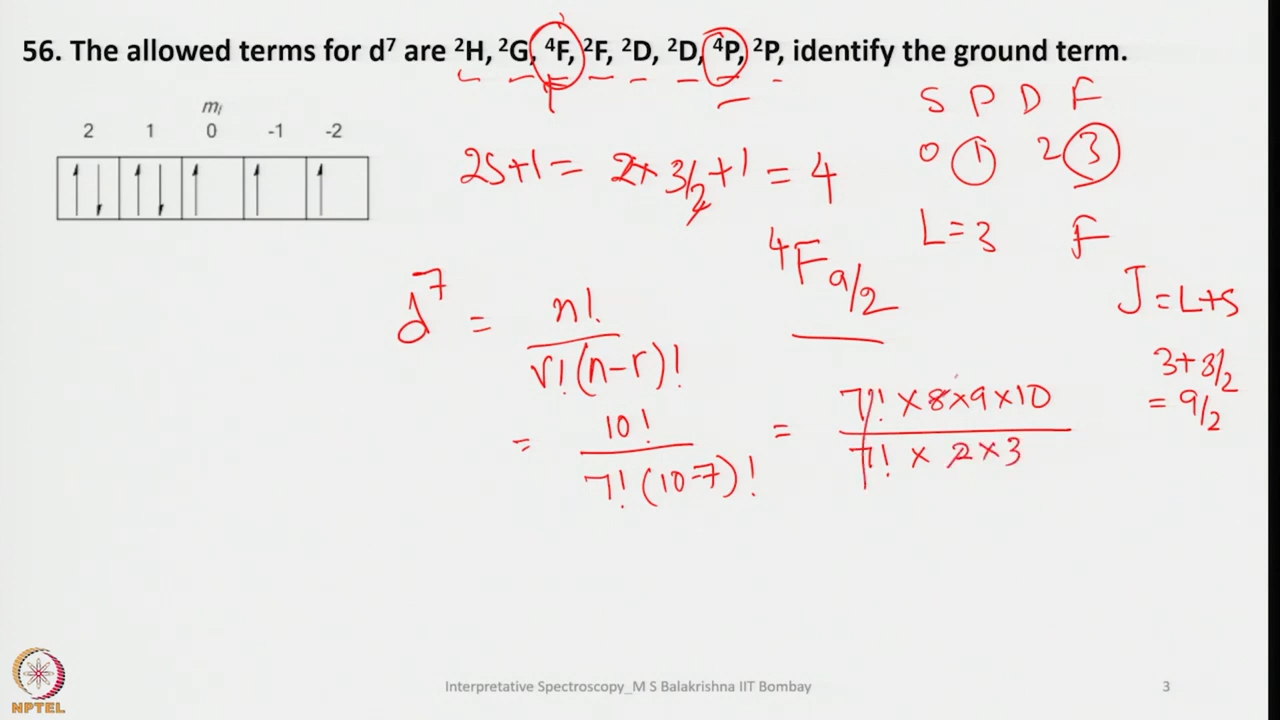 56. The allowed terms for d⁷ are ²H, ²G, ⁴F, ²F, ²D, ²D, ⁴P, ²P, identify the ground term.
mₗ
2 1 0 -1 -2
S P D F
0 1 2 3
2S+1 = 2 × 3/2 + 1 = 4
L = 3 F
⁴F 9/2
J = L+S
3 + 3/2
= 9/2
d⁷ = n! / r!(n-r)!
= 10! / 7!(10-7)! = 7! × 8 × 9 × 10 / 7! × 2 × 3
NPTEL
Interpretative Spectroscopy_M S Balakrishna IIT Bombay
3